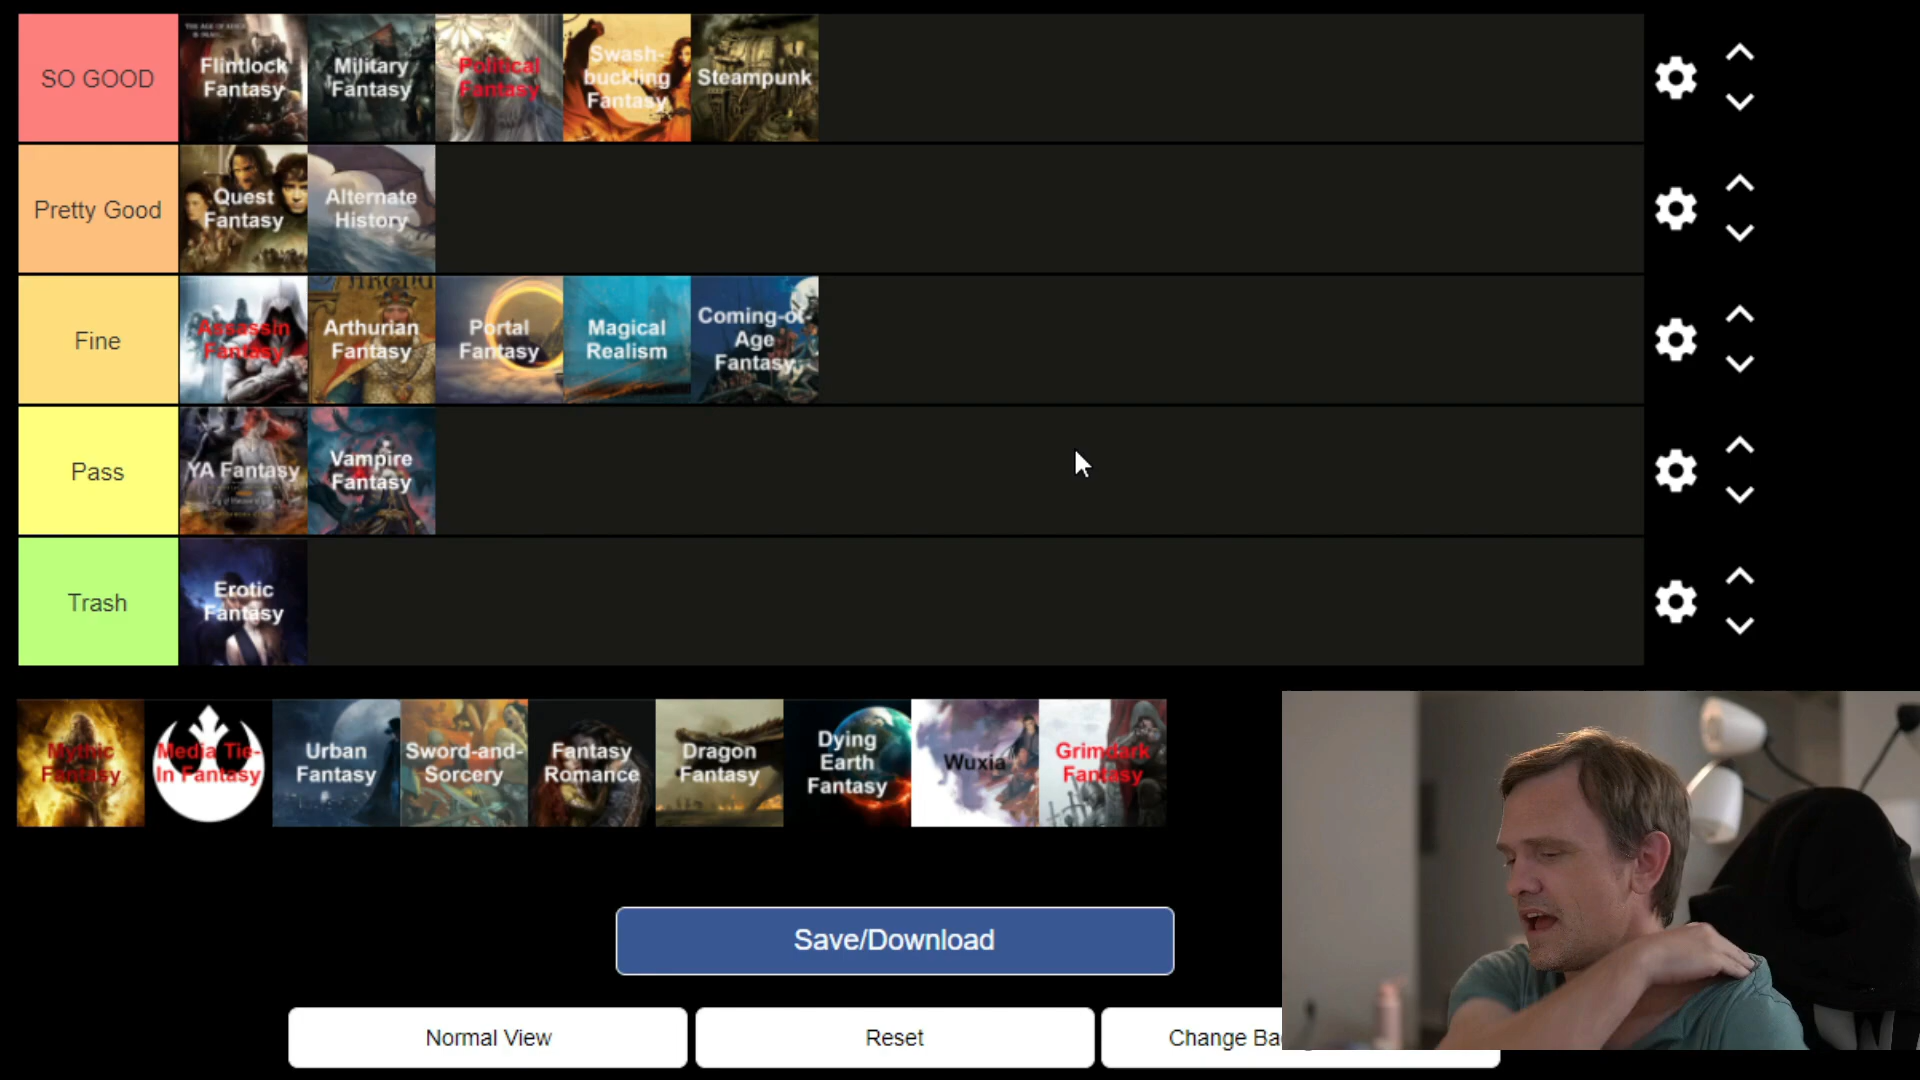 SO GOOD
Flintlock
Fantasy
Military
Fantasy
Political
Fantasy
Swash-
buckling
Fantasy
Steampunk
Pretty Good
Quest
Fantasy
Alternate
History
Fine
Assassin
Fantasy
Arthurian
Fantasy
Portal
Fantasy
Magical
Realism
Coming-of-
Age
Fantasy
Pass
YA Fantasy
Vampire
Fantasy
Trash
Erotic
Fantasy
Mythic
Fantasy
Media Tie-
In Fantasy
Urban
Fantasy
Sword-and-
Sorcery
Fantasy
Romance
Dragon
Fantasy
Dying
Earth
Fantasy
Wuxia
Grimdark
Fantasy
Save/Download
Normal View
Reset
Change